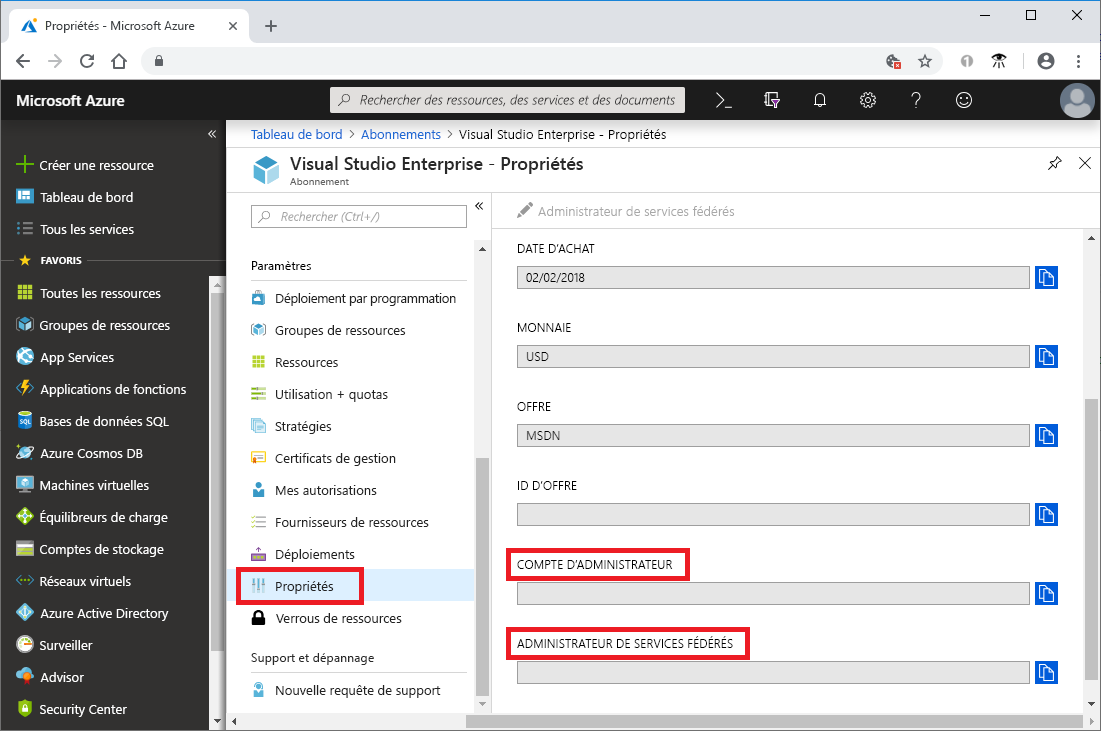 Propriétés - Microsoft Azure
Microsoft Azure
Rechercher des ressources, des services et des documents
Créer une ressource
Tableau de bord
Tous les services
FAVORIS
Toutes les ressources
Groupes de ressources
App Services
Applications de fonctions
Bases de données SQL
Azure Cosmos DB
Machines virtuelles
Équilibreurs de charge
Comptes de stockage
Réseaux virtuels
Azure Active Directory
Surveiller
Advisor
Security Center
Tableau de bord > Abonnements > Visual Studio Enterprise - Propriétés
Visual Studio Enterprise - Propriétés
Abonnement
Rechercher (Ctrl+/)
Paramètres
Déploiement par programmation
Groupes de ressources
Ressources
Utilisation + quotas
Stratégies
Certificats de gestion
Mes autorisations
Fournisseurs de ressources
Déploiements
Propriétés
Verrous de ressources
Support et dépannage
Nouvelle requête de support
Administrateur de services fédérés
DATE D'ACHAT
02/02/2018
MONNAIE
USD
OFFRE
MSDN
ID D'OFFRE
COMPTE D'ADMINISTRATEUR
ADMINISTRATEUR DE SERVICES FÉDÉRÉS